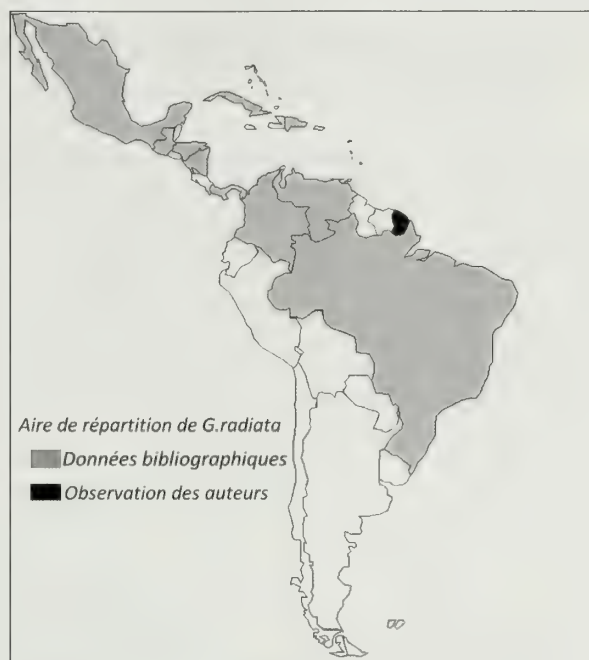 Aire de répartition de G.radiata
Données bibliographiques
Observation des auteurs